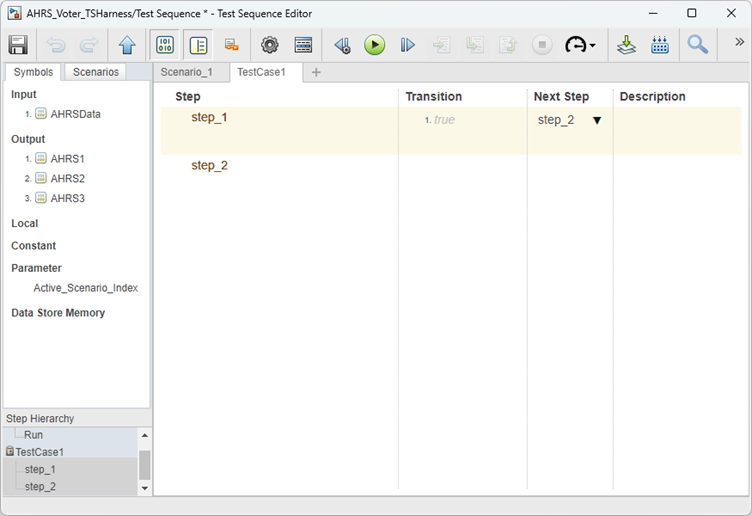 AHRS_Voter_TSHarness/Test Sequence * - Test Sequence Editor
Symbols Scenarios
Scenario_1 TestCase1 +
Input
1. AHRSData
Output
1. AHRS1
2. AHRS2
3. AHRS3
Local
Constant
Parameter
Active_Scenario_Index
Data Store Memory
Step Hierarchy
Run
TestCase1
step_1
step_2
Step Transition Next Step Description
step_1 1. true step_2
step_2